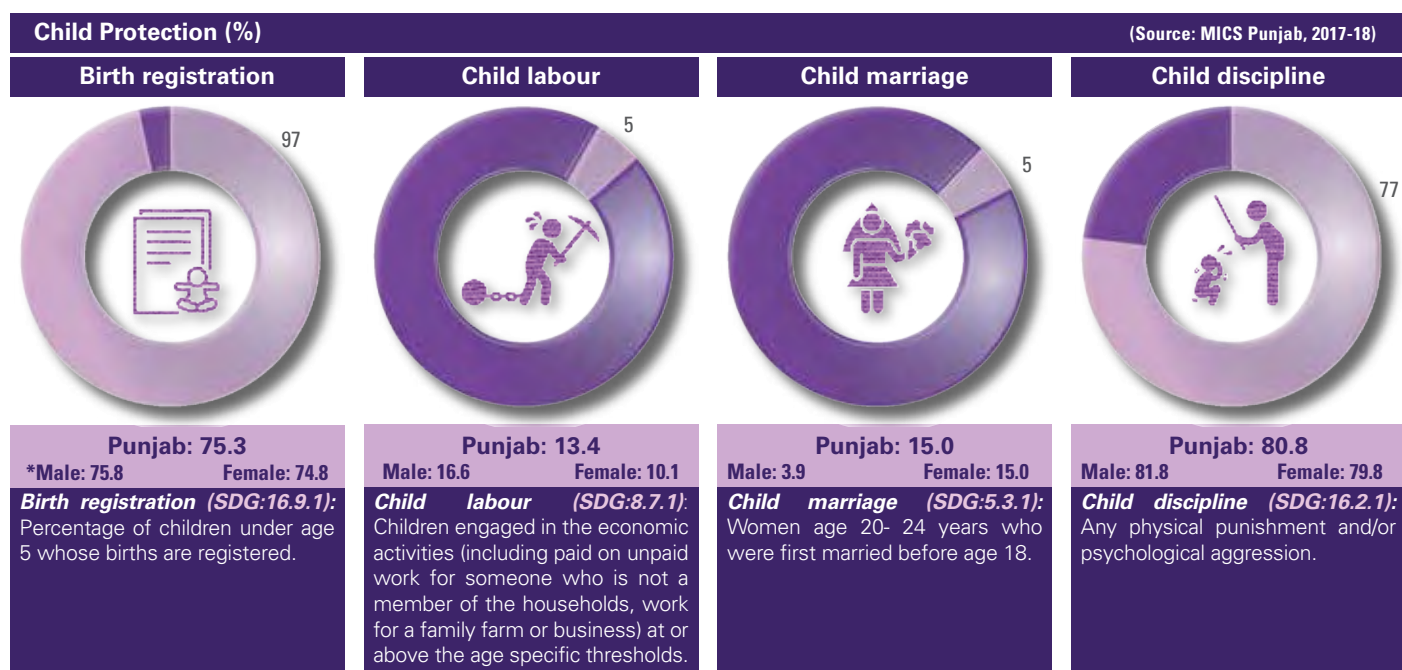 Child Protection (%)
(Source: MICS Punjab, 2017-18)
Birth registration
97
Punjab: 75.3
*Male: 75.8 Female: 74.8
Birth registration (SDG:16.9.1):
Percentage of children under age
5 whose births are registered.
Child labour
5
Punjab: 13.4
Male: 16.6 Female: 10.1
Child labour (SDG:8.7.1):
Children engaged in the economic
activities (including paid on unpaid
work for someone who is not a
member of the households, work
for a family farm or business) at or
above the age specific thresholds.
Child marriage
5
Punjab: 15.0
Male: 3.9 Female: 15.0
Child marriage (SDG:5.3.1):
Women age 20- 24 years who
were first married before age 18.
Child discipline
77
Punjab: 80.8
Male: 81.8 Female: 79.8
Child discipline (SDG:16.2.1):
Any physical punishment and/or
psychological aggression.